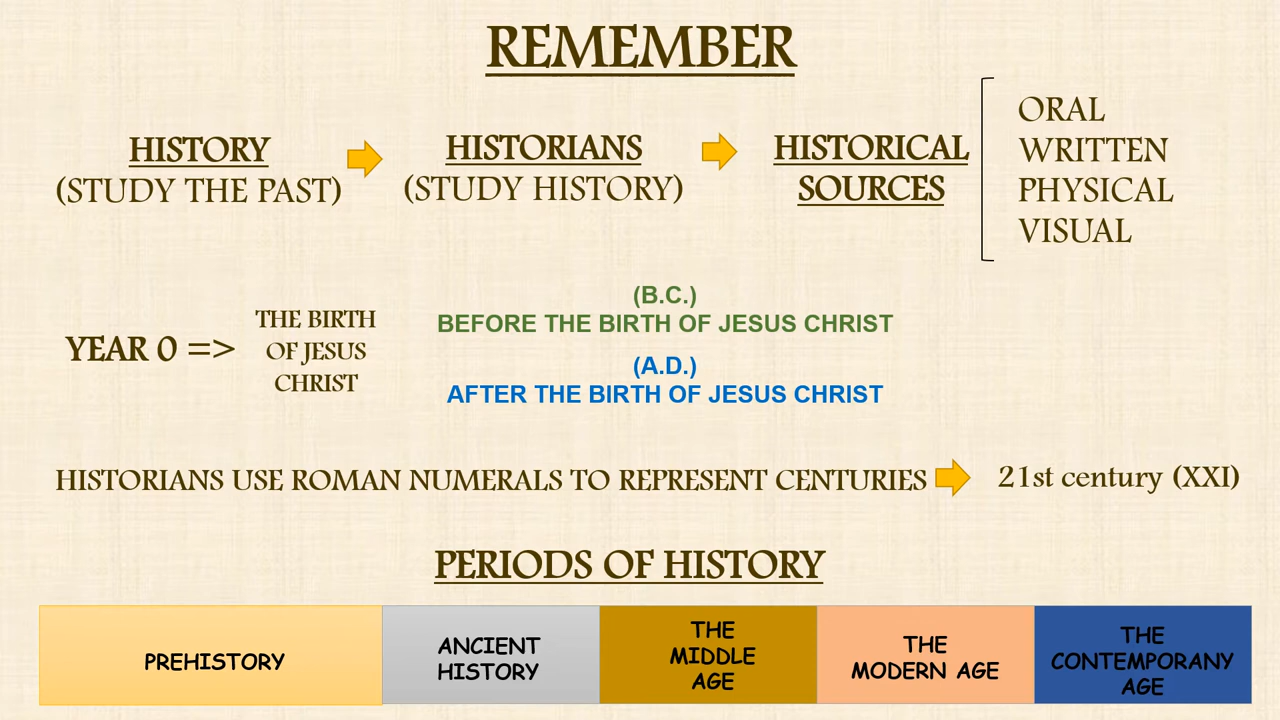 REMEMBER
HISTORY
(STUDY THE PAST)
HISTORIANS
(STUDY HISTORY)
HISTORICAL
SOURCES
ORAL
WRITTEN
PHYSICAL
VISUAL
YEAR 0 =>
THE BIRTH
OF JESUS
CHRIST
(B.C.)
BEFORE THE BIRTH OF JESUS CHRIST
(A.D.)
AFTER THE BIRTH OF JESUS CHRIST
HISTORIANS USE ROMAN NUMERALS TO REPRESENT CENTURIES
21st century (XXI)
PERIODS OF HISTORY
PREHISTORY
ANCIENT
HISTORY
THE
MIDDLE
AGE
THE
MODERN AGE
THE
CONTEMPORANY
AGE